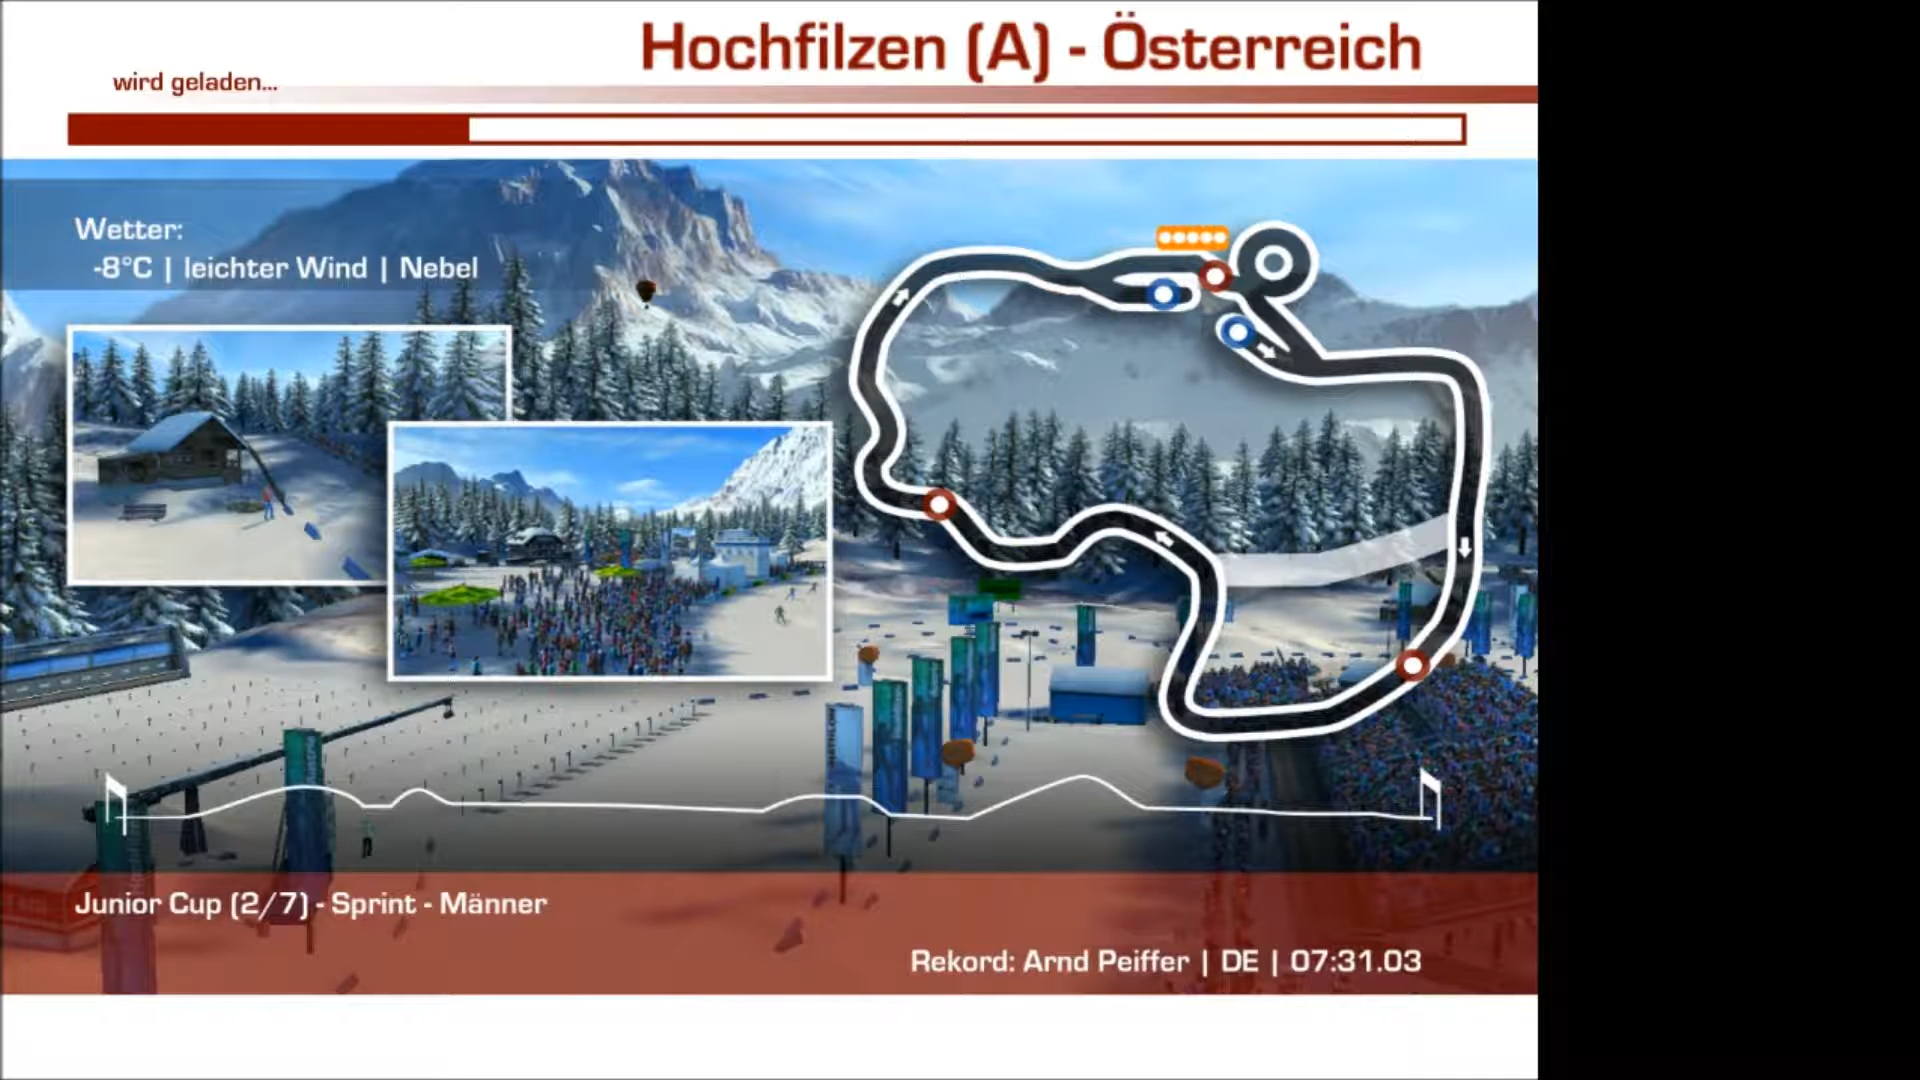 Hochfilzen (A) - Österreich
wird geladen...
Wetter:
-8°C | leichter Wind | Nebel
Junior Cup (2/7) - Sprint - Männer
Rekord: Arnd Peiffer | DE | 07:31.03